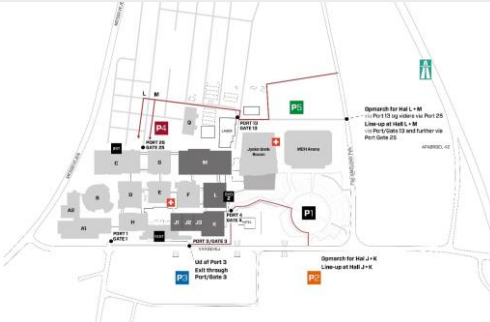 L M
P4
G
PORT 13
GATE 13
P5
Opmarch for Hal L + M
via Port 13 og videre via Port 25
Line-up at Hall L + M
via Port/Gate 13 and further via
Port Gate 25
PORT 25
GATE 25
Jyske Bank
Boxen
MCH Arena
C
M
B
A2
A1
E
F
L
H
J1 J2 J3
K
PORT 4
P1
PORT 1
GATE 1
PORT 3/GATE 3
VARDEVEJ
Ud af Port 3
Exit through
Port/Gate 3
P3
P2
Opmarch for Hal J + K
Line-up at Hall J + K